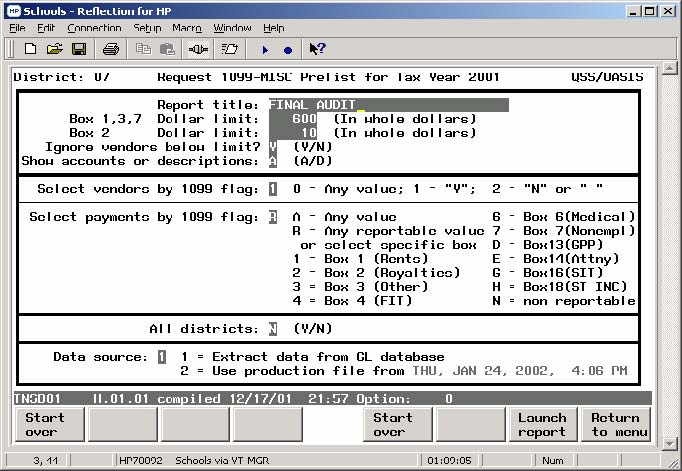 Schools - Reflection for HP
File Edit Connection Setup Macro Window Help
District: 07 Request 1099-MISC Prelist for Tax Year 2001 QSS/OASIS
Report title: FINAL AUDIT
Box 1,3,7 Dollar limit: 600 (In whole dollars)
Box 2 Dollar limit: 10 (In whole dollars)
Ignore vendors below limit? Y (Y/N)
Show accounts or descriptions: A (A/D)
Select vendors by 1099 flag: 1 0 - Any value; 1 - "Y"; 2 - "N" or " "
Select payments by 1099 flag: R A - Any value 6 - Box 6(Medical)
R - Any reportable value 7 - Box 7(Nonempl)
or select specific box D - Box13(GPP)
1 - Box 1 (Rents) E - Box14(Attny)
2 - Box 2 (Royalties) G - Box16(SIT)
3 = Box 3 (Other) H = Box18(ST INC)
4 = Box 4 (FIT) N = non reportable
All districts: N (Y/N)
Data source: 1 1 = Extract data from GL database
2 = Use production file from THU, JAN 24, 2002, 4:06 PM
TN5D01 H.01.01 compiled 12/17/01 21:57 Option: 0
Start over Start over Launch report Return to menu
3, 44 HP70092 Schools via VT MGR 01:09:05 Num